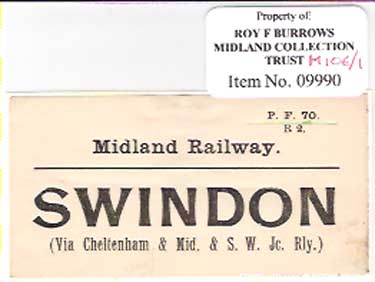 Property of:
ROY F BURROWS
MIDLAND COLLECTION
TRUST M106/1
Item No. 09990
P. F. 70.
R 2.
Midland Railway.
SWINDON
(Via Cheltenham & Mid. & S. W. Jc. Rly.)